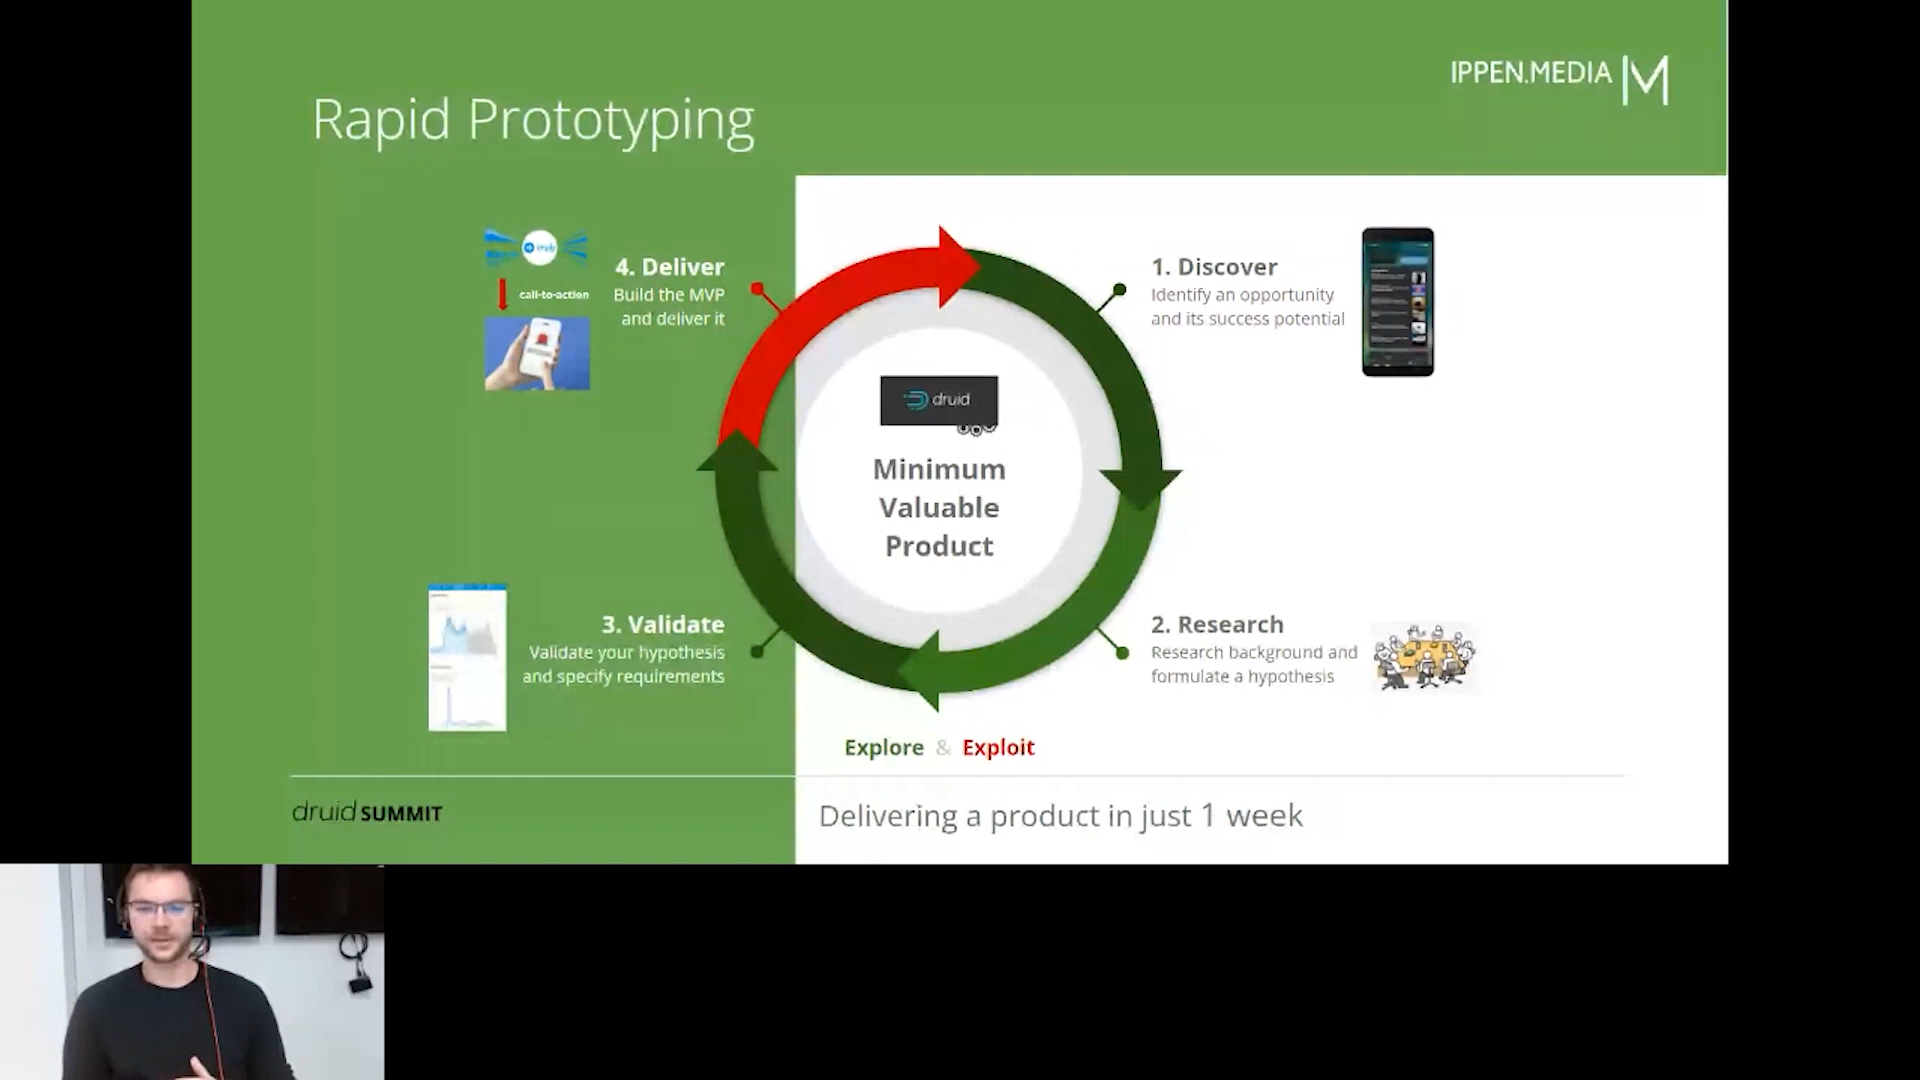 IPPEN.MEDIA
Rapid Prototyping
4. Deliver
Build the MVP
and deliver it
call-to-action
1. Discover
Identify an opportunity
and its success potential
druid
Minimum
Valuable
Product
3. Validate
Validate your hypothesis
and specify requirements
2. Research
Research background and
formulate a hypothesis
Explore & Exploit
druid SUMMIT
Delivering a product in just 1 week